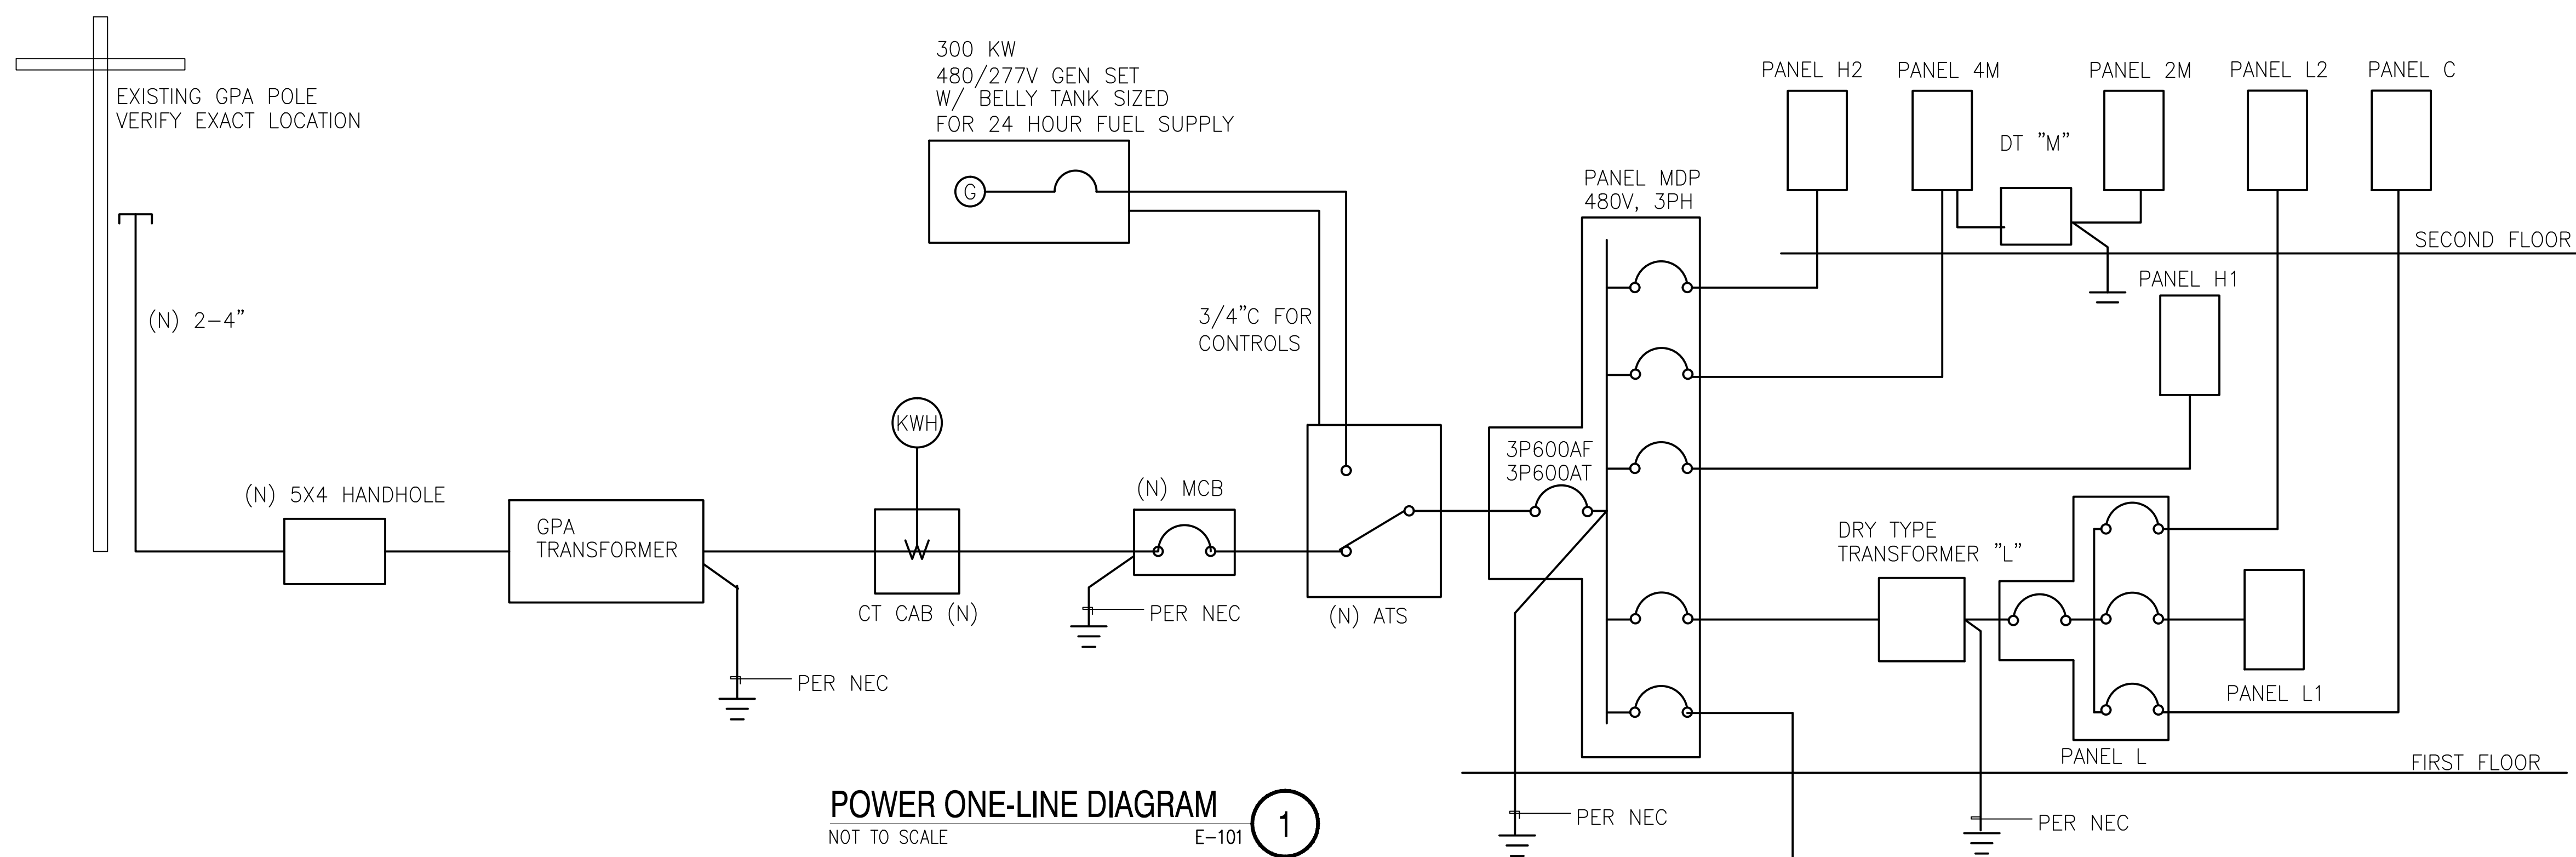 EXISTING GPA POLE
VERIFY EXACT LOCATION
(N) 2-4"
(N) 5X4 HANDHOLE
GPA
TRANSFORMER
PER NEC
KWH
CT CAB (N)
300 KW
480/277V GEN SET
W/ BELLY TANK SIZED
FOR 24 HOUR FUEL SUPPLY
G
3/4"C FOR
CONTROLS
(N) MCB
PER NEC
(N) ATS
PANEL MDP
480V, 3PH
3P600AF
3P600AT
PER NEC
PANEL H2
PANEL 4M
DT "M"
PANEL 2M
PANEL L2
PANEL C
SECOND FLOOR
PANEL H1
DRY TYPE
TRANSFORMER "L"
PANEL L1
PANEL L
FIRST FLOOR
PER NEC
POWER ONE-LINE DIAGRAM
NOT TO SCALE
E-101
1